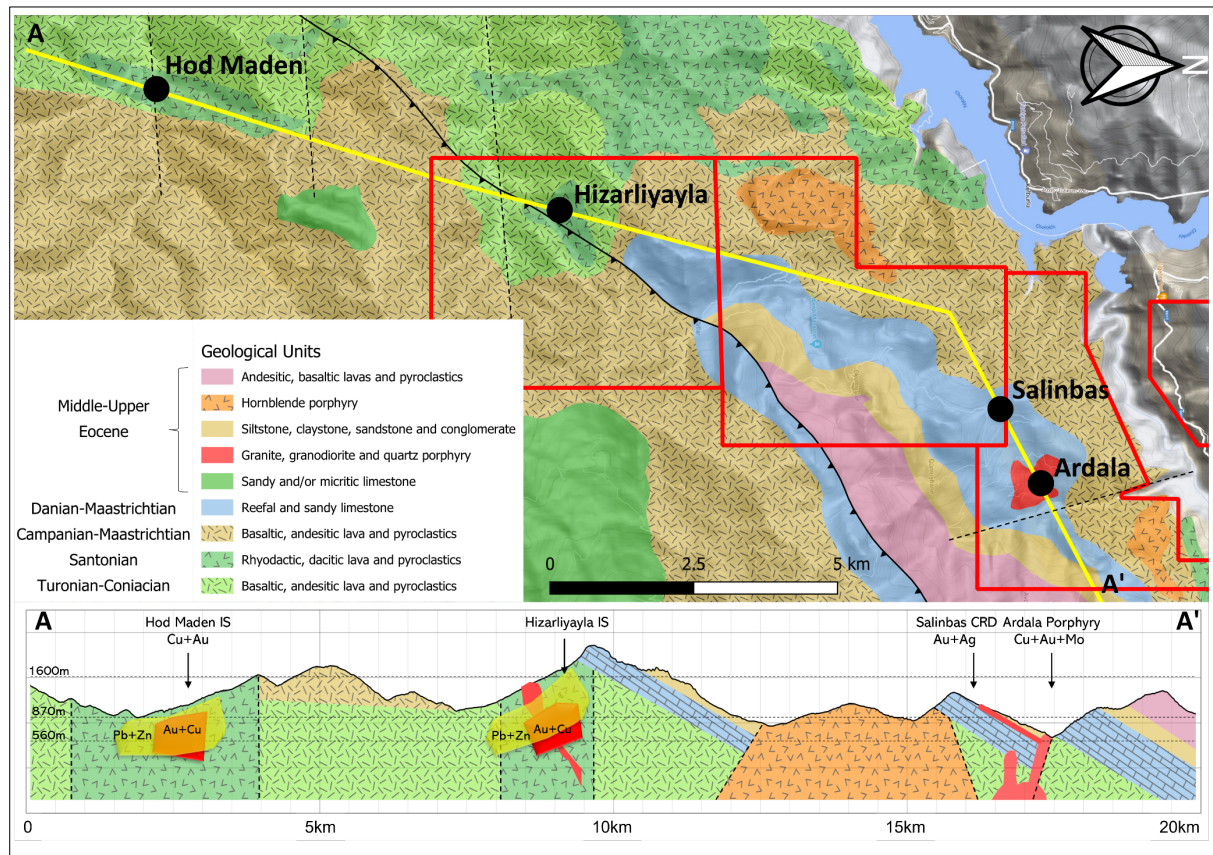 A
Hod Maden
N
Hizarliyayla
Salinbas
Ardala
A'
0
2.5
5 km
Geological Units
Andesitic, basaltic lavas and pyroclastics
Middle-Upper
Eocene
Hornblende porphyry
Siltstone, claystone, sandstone and conglomerate
Granite, granodiorite and quartz porphyry
Sandy and/or micritic limestone
Danian-Maastrichtian
Reefal and sandy limestone
Campanian-Maastrichtian
Basaltic, andesitic lava and pyroclastics
Santonian
Rhyodactic, dacitic lava and pyroclastics
Turonian-Coniacian
Basaltic, andesitic lava and pyroclastics
A
Hod Maden IS
Cu+Au
Hizarliyayla IS
Salinbas CRD
Au+Ag
Ardala Porphyry
Cu+Au+Mo
A'
1600m
870m
560m
Pb+Zn
Au+Cu
Pb+Zn
Au+Cu
0
5km
10km
15km
20km